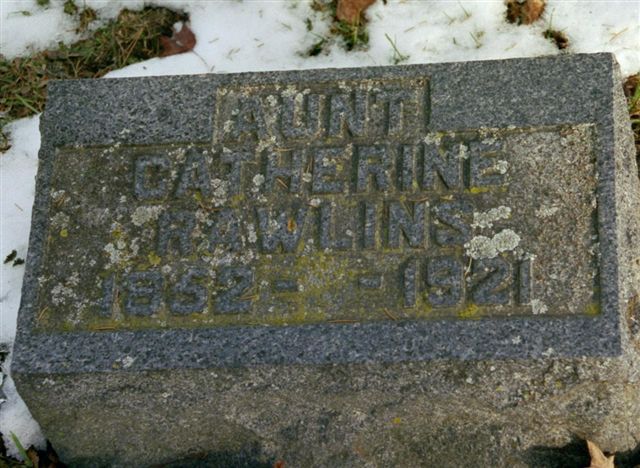 AUNT
CATHERINE
RAWLINS
1852 - - 1921